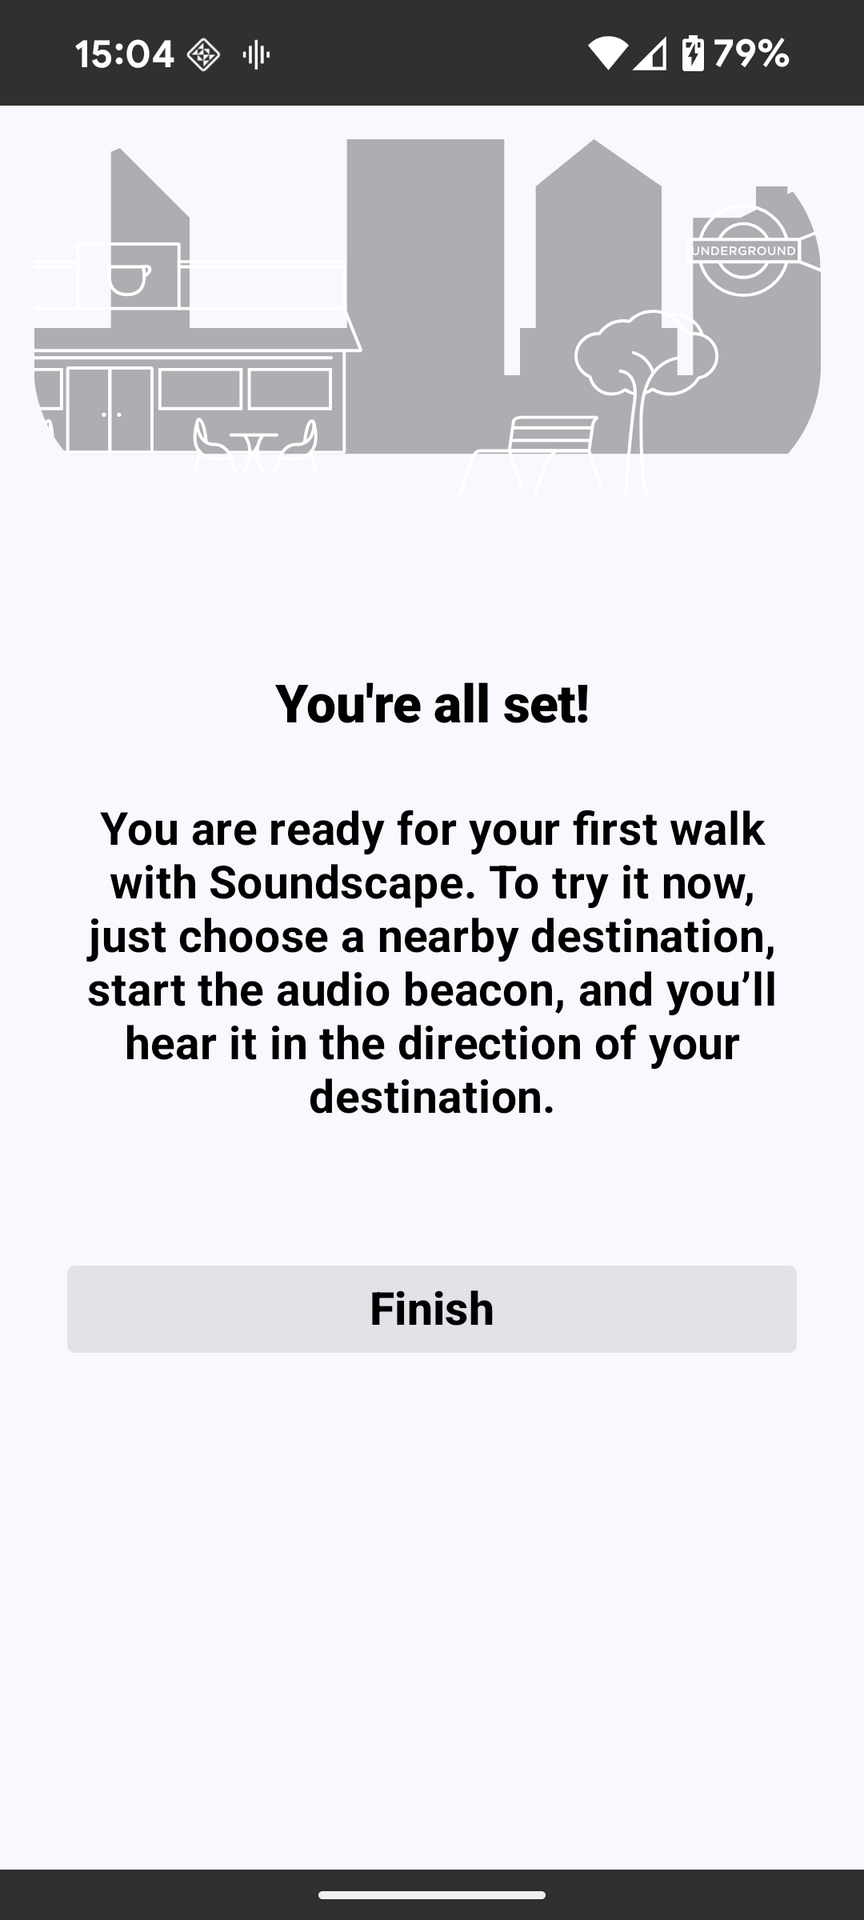 15:04
79%
UNDERGROUND
You're all set!
You are ready for your first walk
with Soundscape. To try it now,
just choose a nearby destination,
start the audio beacon, and you’ll
hear it in the direction of your
destination.
Finish